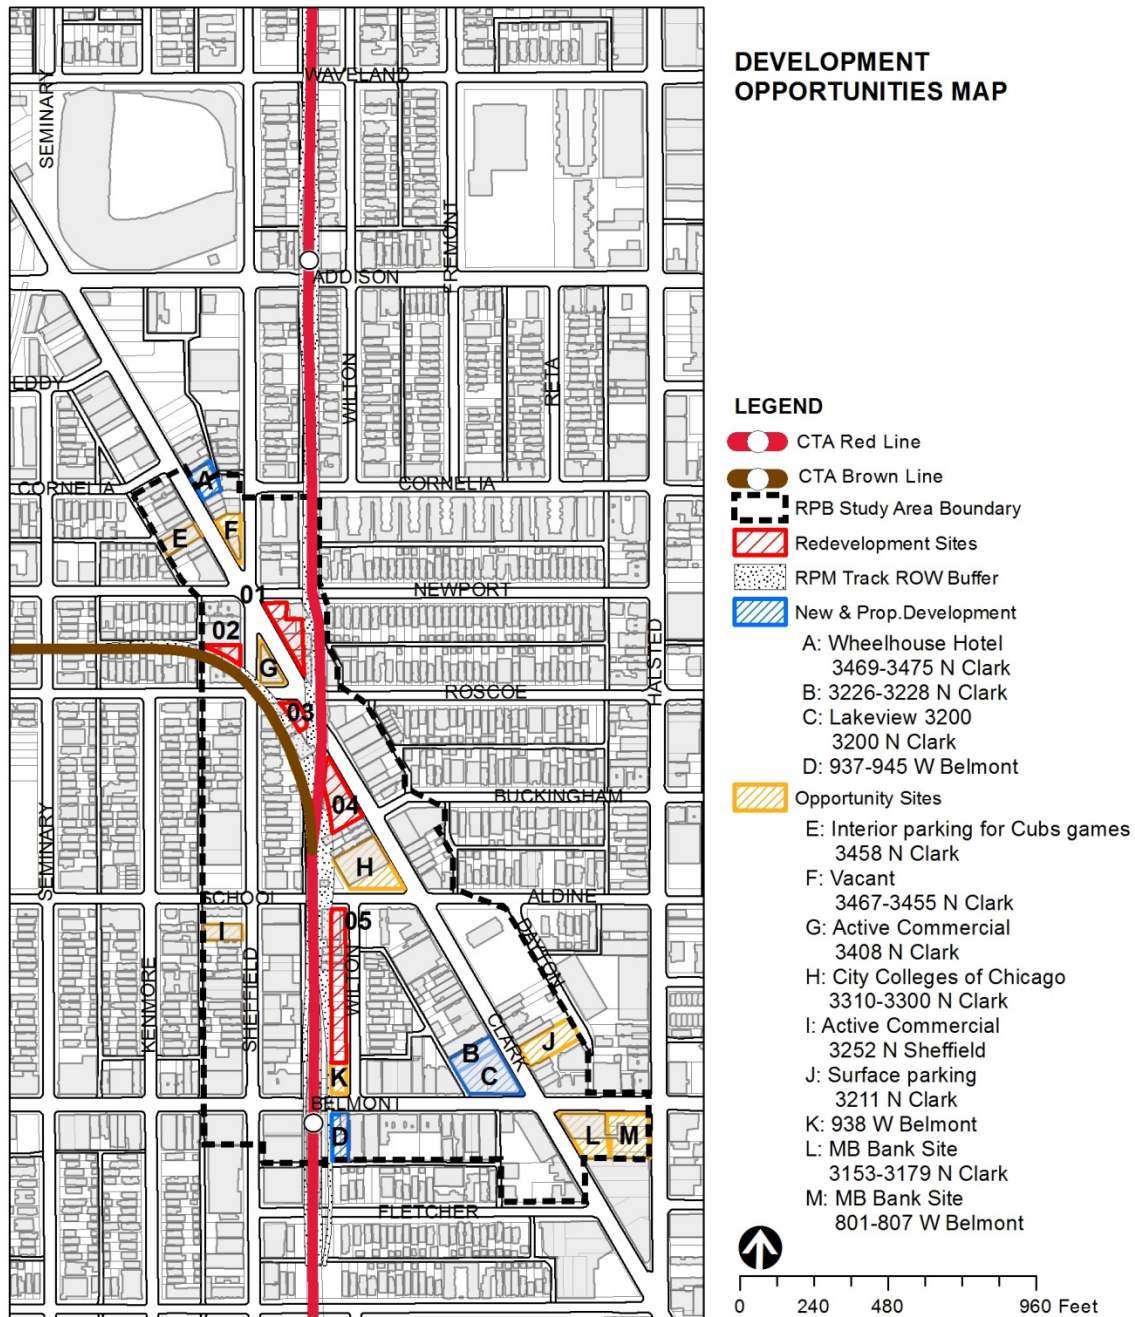 DEVELOPMENT
OPPORTUNITIES MAP
WAVELAND
SEMINARY
FREMONT
ADDISON
WILTON
RETA
EDDY
CORNELIA
A
CORNELIA
F
E
01
NEWPORT
02
HALSTED
G
ROSCOE
03
04
BUCKINGHAM
SEMINARY
H
SCHOOL
ALDINE
05
I
WILTON
DAYTON
KENMORE
SHEFFIELD
CLARK
B
J
C
K
BELMONT
D
L
M
FLETCHER
LEGEND
CTA Red Line
CTA Brown Line
RPB Study Area Boundary
Redevelopment Sites
RPM Track ROW Buffer
New & Prop.Development
A: Wheelhouse Hotel
3469-3475 N Clark
B: 3226-3228 N Clark
C: Lakeview 3200
3200 N Clark
D: 937-945 W Belmont
Opportunity Sites
E: Interior parking for Cubs games
3458 N Clark
F: Vacant
3467-3455 N Clark
G: Active Commercial
3408 N Clark
H: City Colleges of Chicago
3310-3300 N Clark
I: Active Commercial
3252 N Sheffield
J: Surface parking
3211 N Clark
K: 938 W Belmont
L: MB Bank Site
3153-3179 N Clark
M: MB Bank Site
801-807 W Belmont
0 240 480 960 Feet